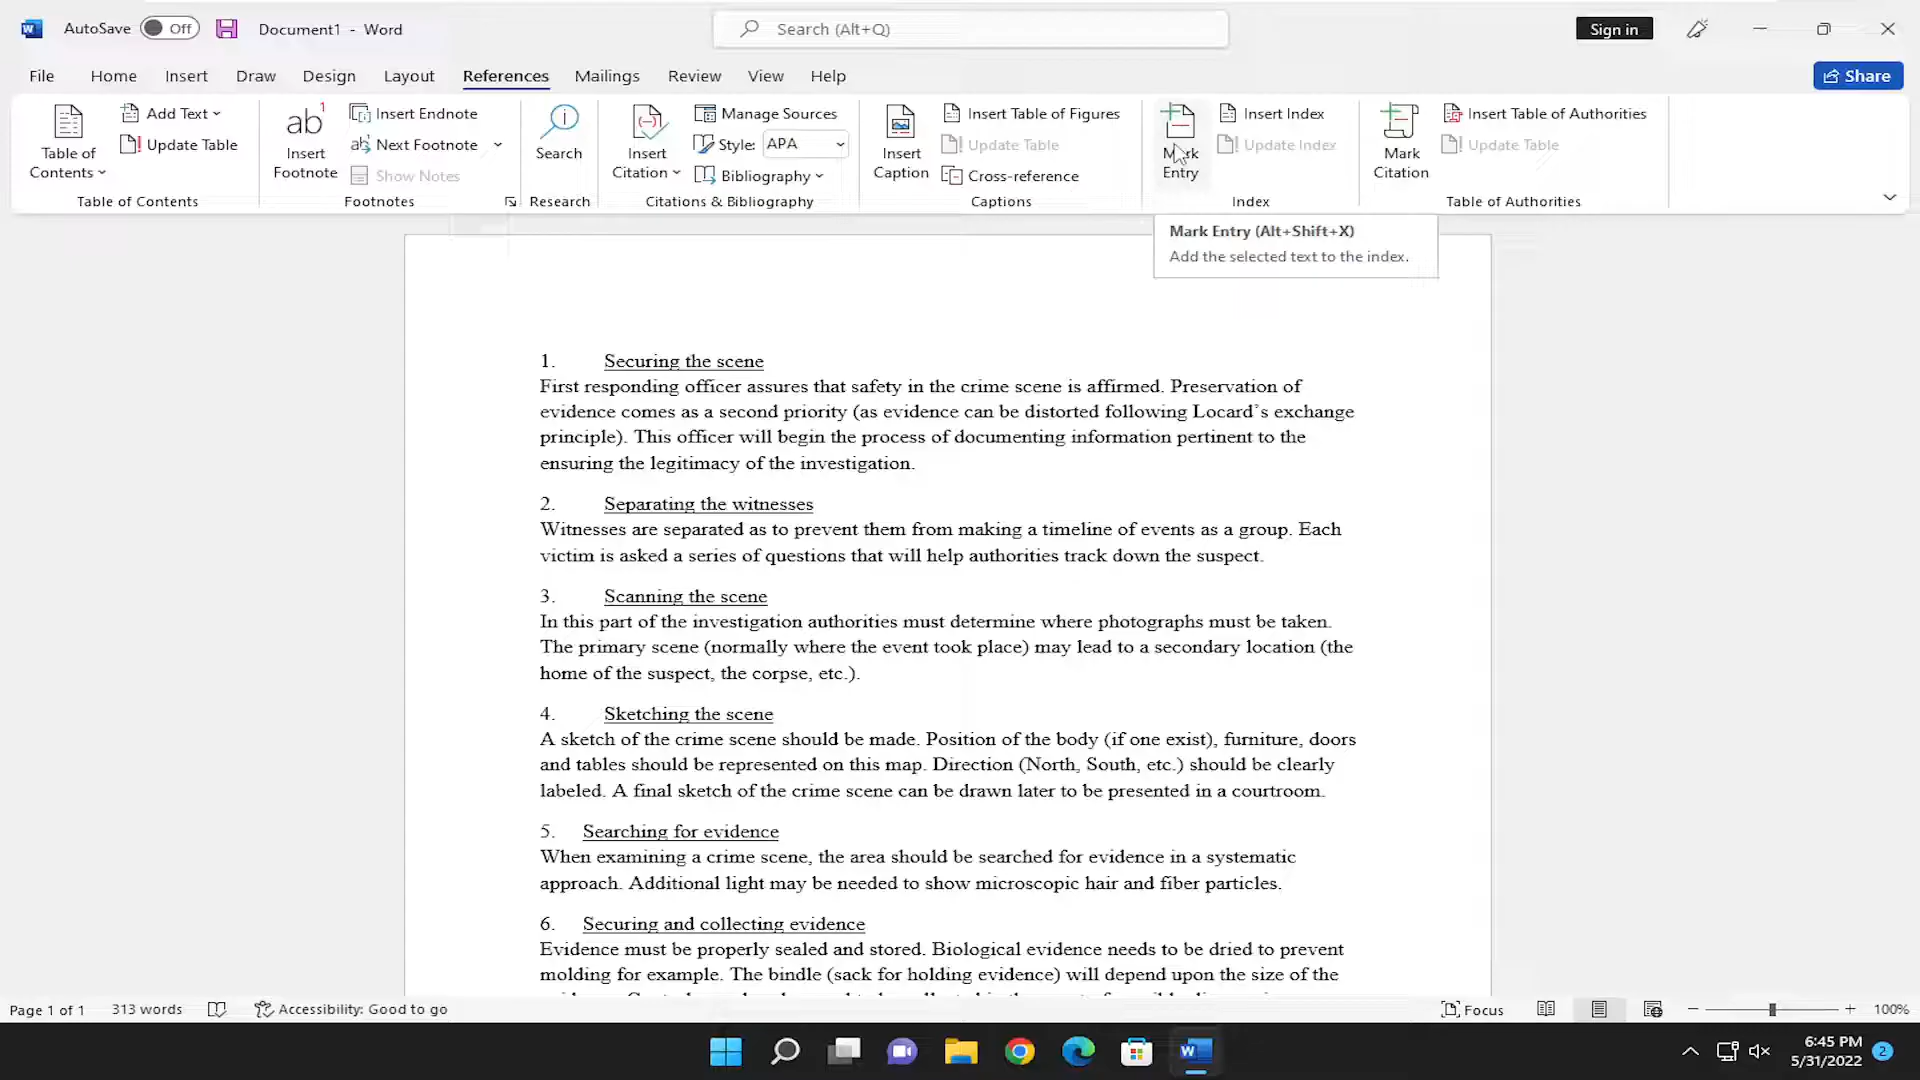 AutoSave Off Document1 - Word Search (Alt+Q) Sign in
File Home Insert Draw Design Layout References Mailings Review View Help Share
Table of Contents
Add Text
Update Table
Table of Contents
ab 1
Insert Footnote
Insert Endnote
Next Footnote
Show Notes
Footnotes
Search
Research
Insert Citation
Manage Sources
Style: APA
Bibliography
Citations & Bibliography
Insert Caption
Insert Table of Figures
Update Table
Cross-reference
Captions
Mark Entry
Insert Index
Update Index
Index
Mark Citation
Insert Table of Authorities
Update Table
Table of Authorities
Mark Entry (Alt+Shift+X)
Add the selected text to the index.
1. Securing the scene
First responding officer assures that safety in the crime scene is affirmed. Preservation of
evidence comes as a second priority (as evidence can be distorted following Locard's exchange
principle). This officer will begin the process of documenting information pertinent to the
ensuring the legitimacy of the investigation.
2. Separating the witnesses
Witnesses are separated as to prevent them from making a timeline of events as a group. Each
victim is asked a series of questions that will help authorities track down the suspect.
3. Scanning the scene
In this part of the investigation authorities must determine where photographs must be taken.
The primary scene (normally where the event took place) may lead to a secondary location (the
home of the suspect, the corpse, etc.).
4. Sketching the scene
A sketch of the crime scene should be made. Position of the body (if one exist), furniture, doors
and tables should be represented on this map. Direction (North, South, etc.) should be clearly
labeled. A final sketch of the crime scene can be drawn later to be presented in a courtroom.
5. Searching for evidence
When examining a crime scene, the area should be searched for evidence in a systematic
approach. Additional light may be needed to show microscopic hair and fiber particles.
6. Securing and collecting evidence
Evidence must be properly sealed and stored. Biological evidence needs to be dried to prevent
molding for example. The bindle (sack for holding evidence) will depend upon the size of the
Page 1 of 1 313 words Accessibility: Good to go Focus 100%
6:45 PM
5/31/2022 2